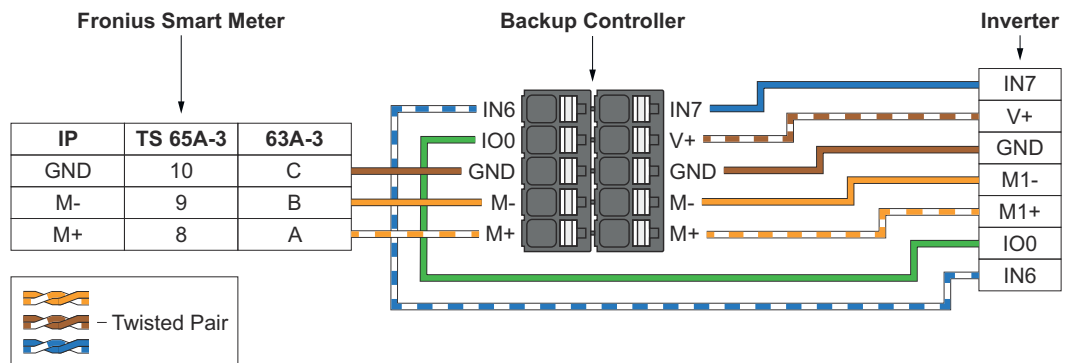 Fronius Smart Meter
Backup Controller
Inverter
IP TS 65A-3 63A-3
GND 10 C
M- 9 B
M+ 8 A
IN6
IO0
GND
M-
M+
IN7
V+
GND
M-
M+
IN7
V+
GND
M1-
M1+
IO0
IN6
– Twisted Pair